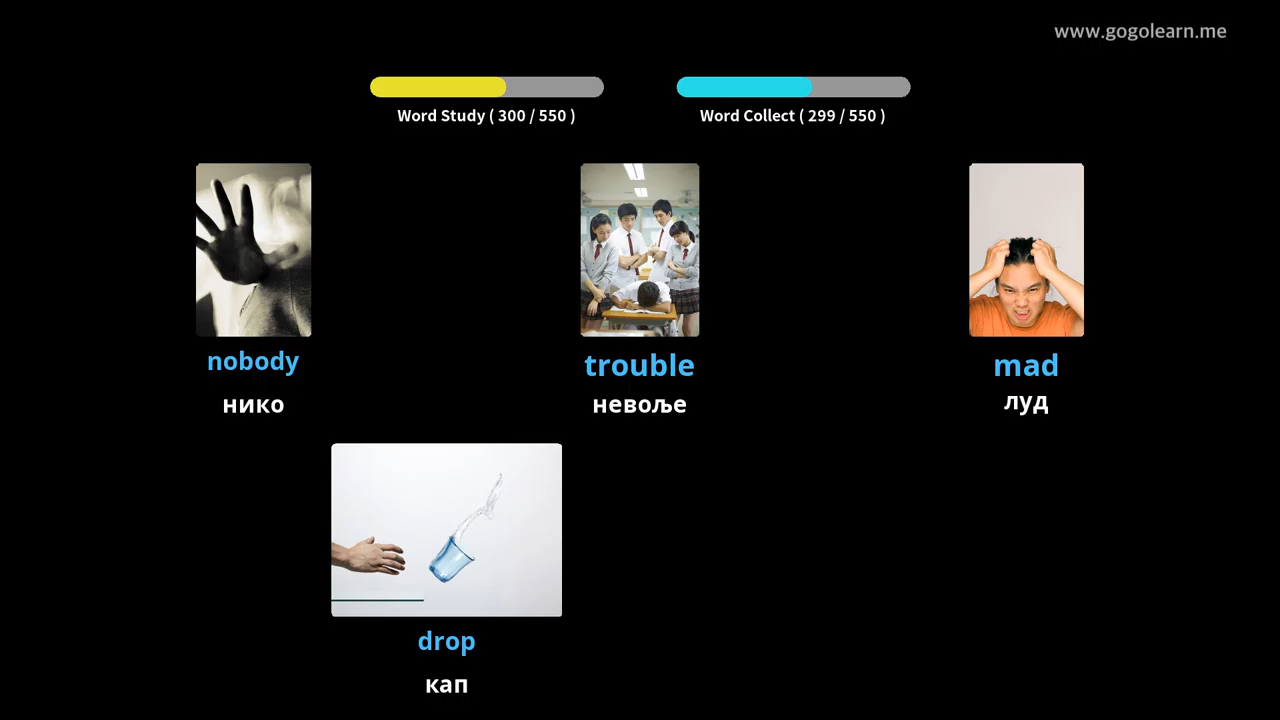 www.gogolearn.me
Word Study ( 300 / 550 )
Word Collect ( 299 / 550 )
nobody
нико
trouble
невоље
mad
луд
drop
кап